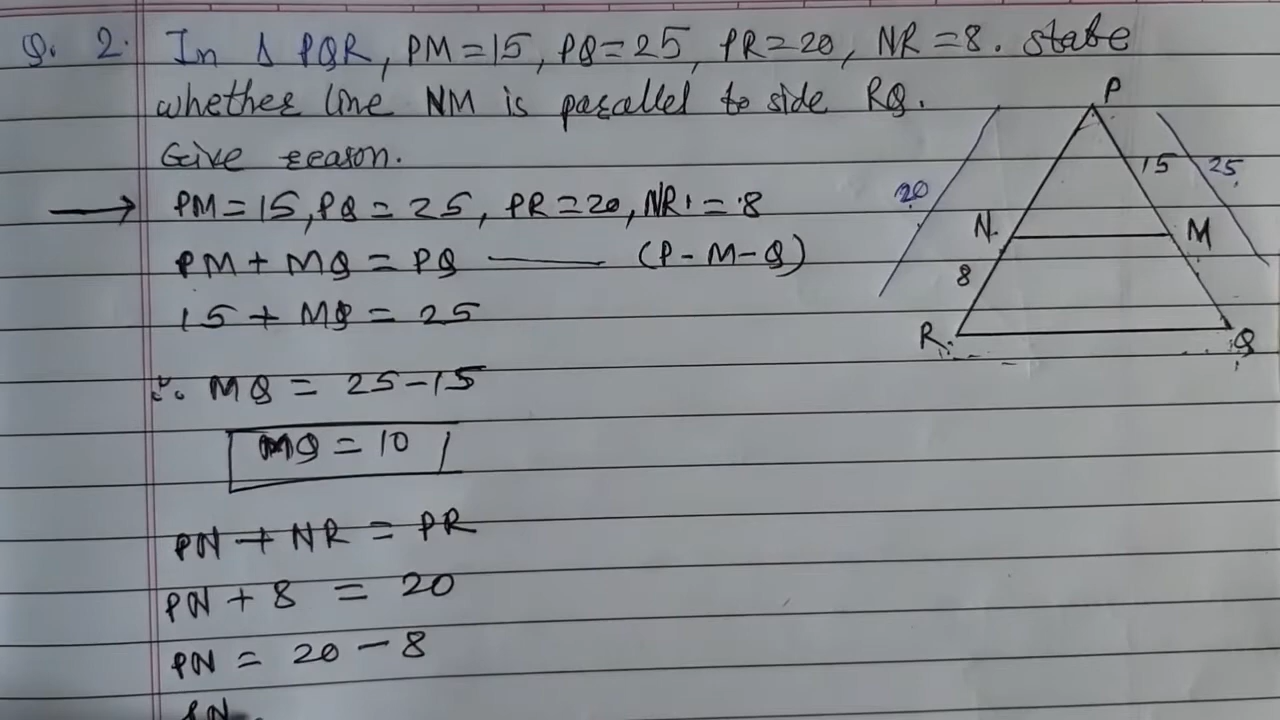 Q. 2. In Δ PQR, PM=15, PQ=25, PR=20, NR=8. state
whether line NM is parallel to side RQ.
Give reason.
→ PM=15, PQ=25, PR=20, NR=8
PM + MQ = PQ — (P-M-Q)
15 + MQ = 25
∴ MQ = 25-15
MQ = 10
PN + NR = PR
PN + 8 = 20
PN = 20 - 8
PN
P
15
25
20
N
M
8
R
Q